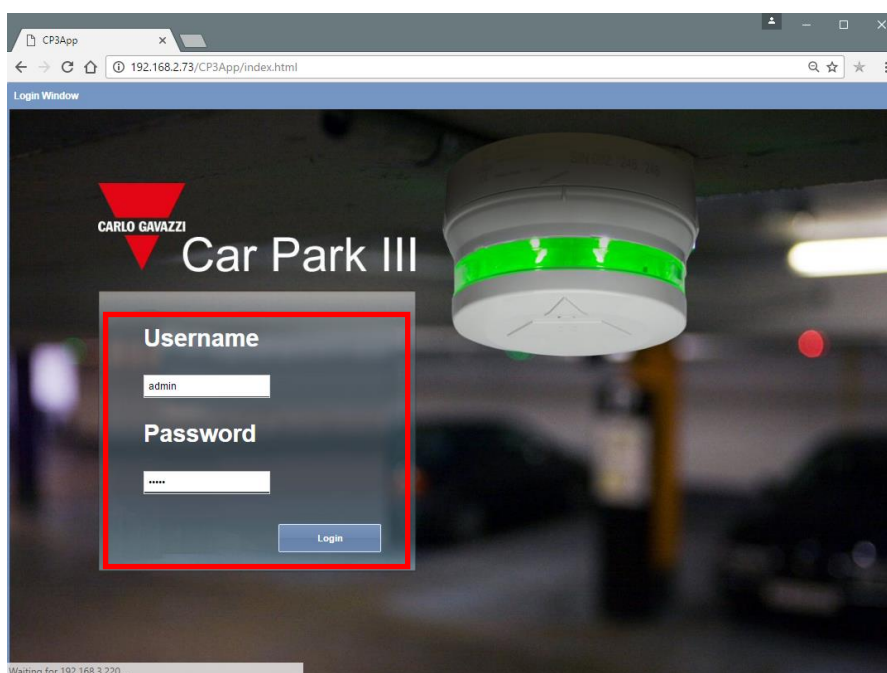 CP3App
192.168.2.73/CP3App/index.html
Login Window
CARLO GAVAZZI
Car Park III
Username
admin
Password
•••••
Login
Waiting for 192.168.3.220